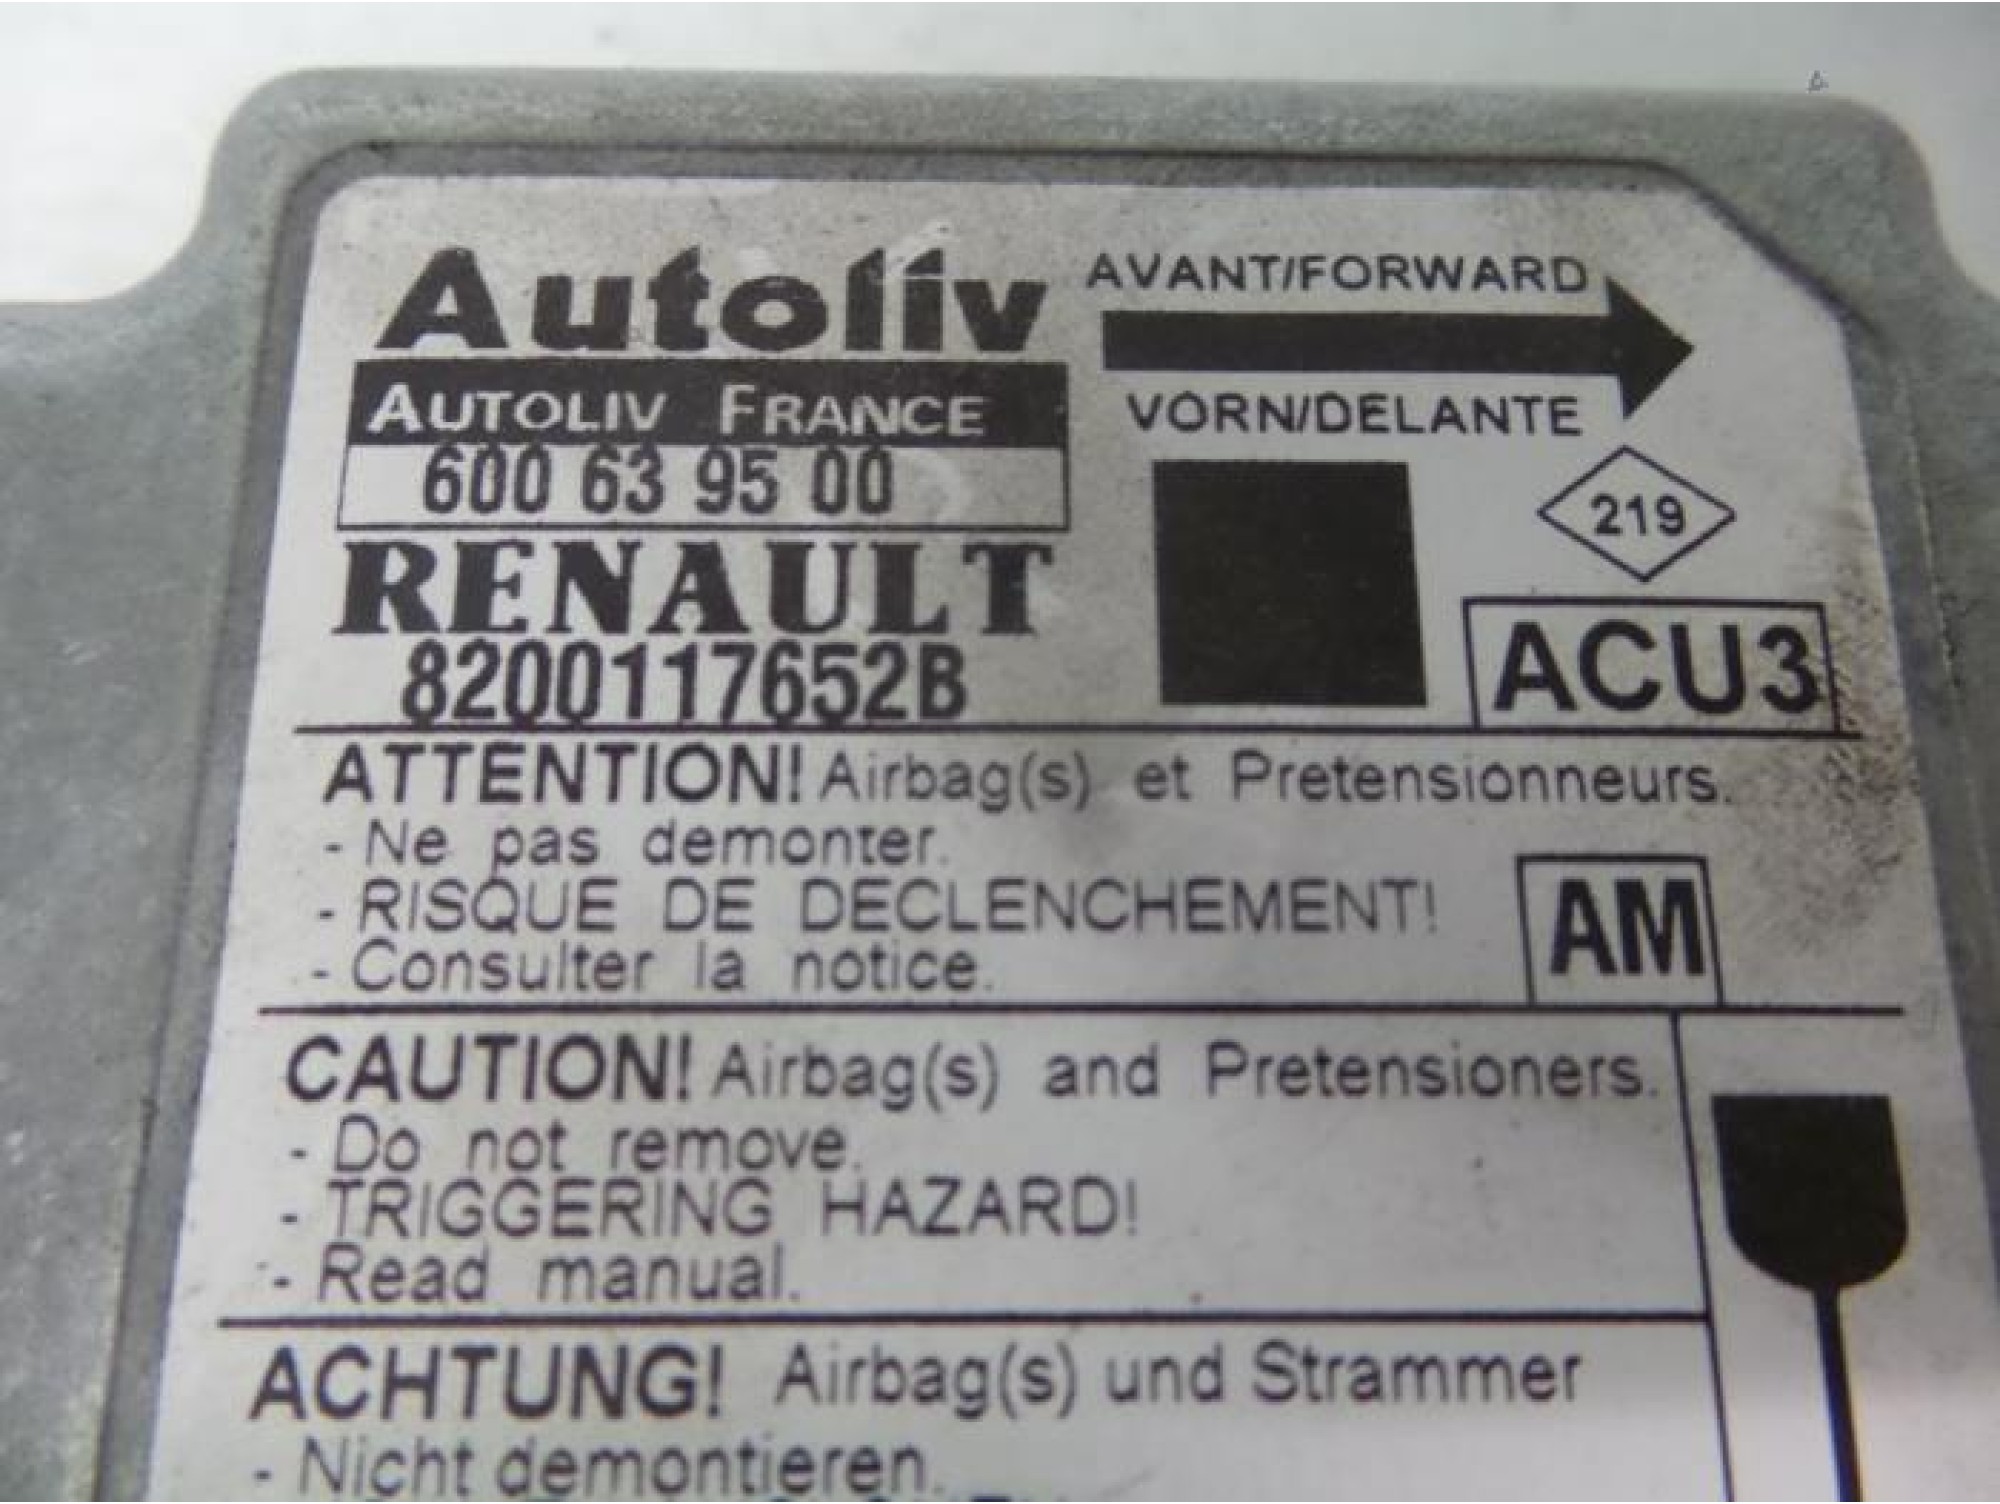 Autoliv
AVANT/FORWARD
AUTOLIV FRANCE
VORN/DELANTE
600 63 95 00
219
RENAULT
8200117652B
ACU3
ATTENTION! Airbag(s) et Pretensionneurs.
- Ne pas demonter.
- RISQUE DE DECLENCHEMENT!
- Consulter la notice.
AM
CAUTION! Airbag(s) and Pretensioners.
- Do not remove.
- TRIGGERING HAZARD!
- Read manual.
ACHTUNG! Airbag(s) und Strammer
- Nicht demontieren.